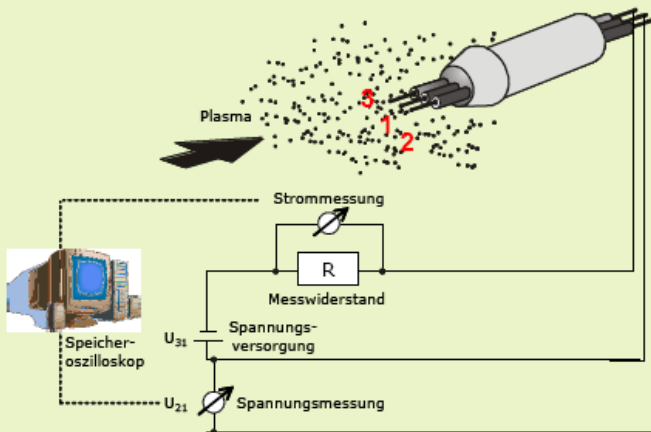 3
Plasma
1
2
Strommessung
R
Messwiderstand
U31
Spannungs-
versorgung
Speicher-
oszilloskop
U21
Spannungsmessung